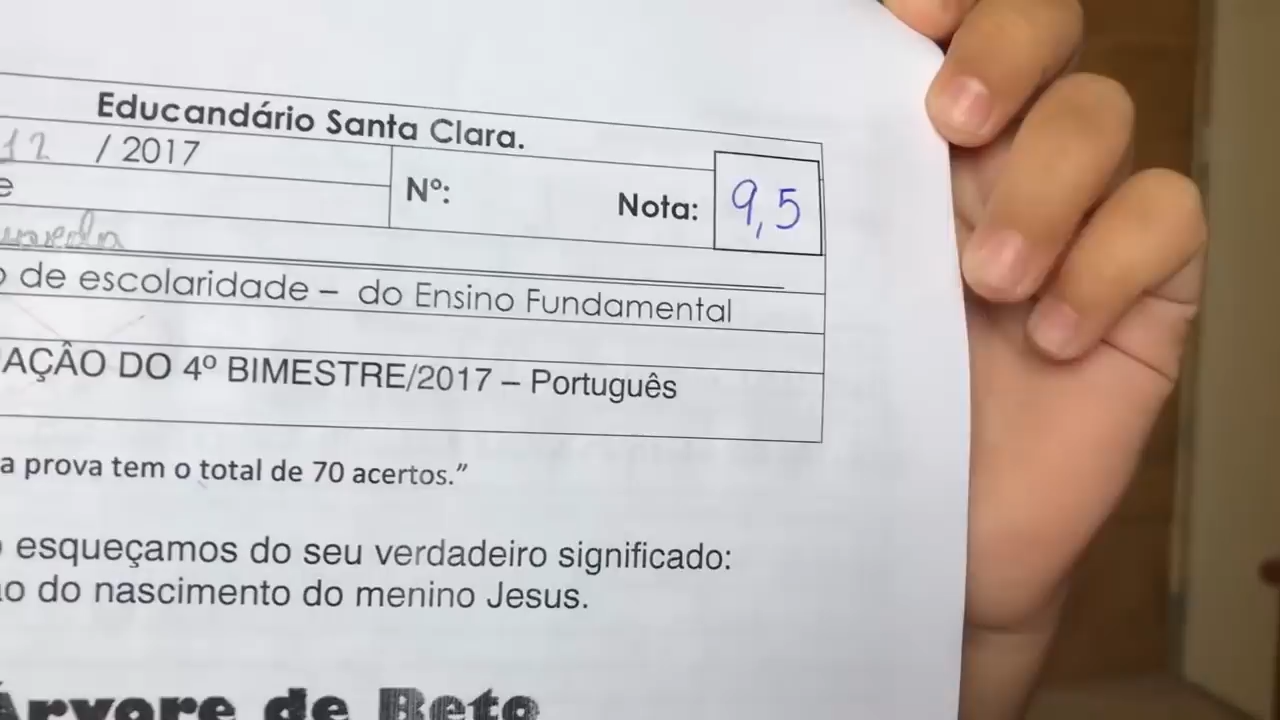 Educandário Santa Clara.
12 / 2017
Nº: Nota: 9,5
e
o de escolaridade – do Ensino Fundamental
AÇÃO DO 4º BIMESTRE/2017 – Português
a prova tem o total de 70 acertos.”
o esqueçamos do seu verdadeiro significado:
ão do nascimento do menino Jesus.
Árvore de Beto